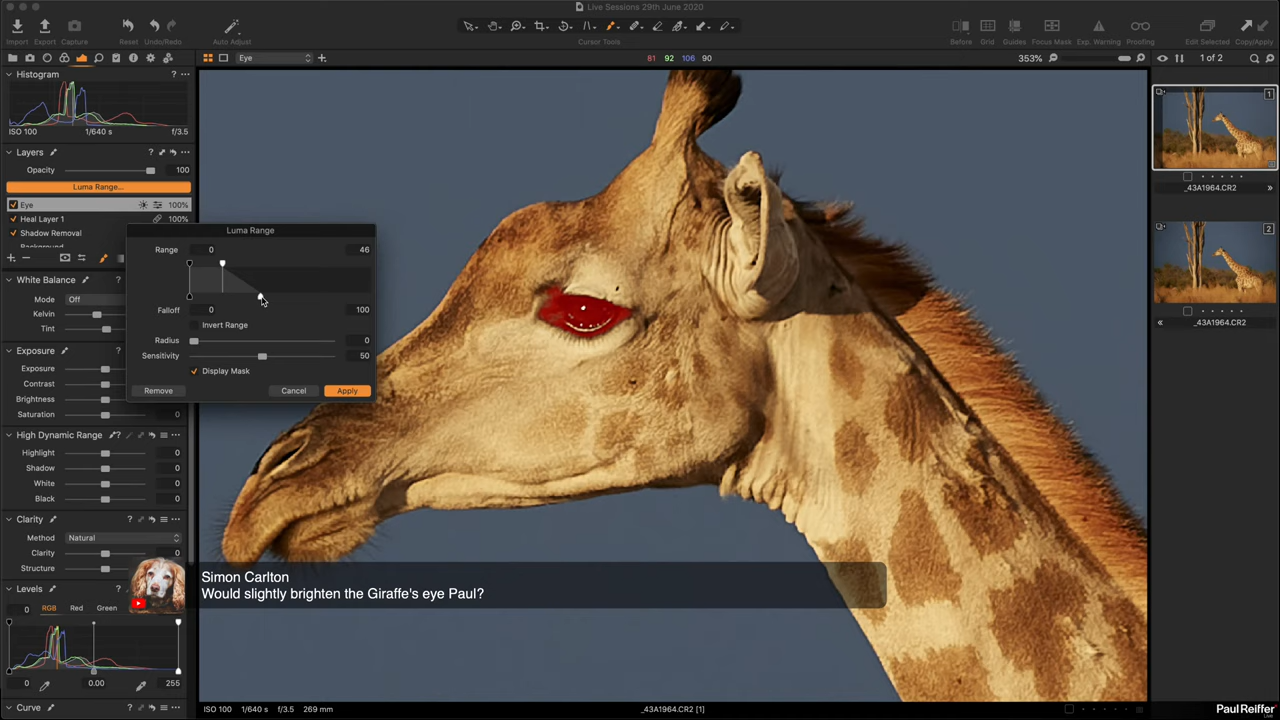 Live Sessions 29th June 2020
Import
Export
Capture
Reset
Undo/Redo
Auto Adjust
Cursor Tools
Before
Grid
Guides
Focus Mask
Exp. Warning
Proofing
Edit Selected
Copy/Apply
Eye
81 92 106 90
353%
1 of 2
Histogram
ISO 100 1/640 s f/3.5
Layers
Opacity 100
Luma Range...
Eye 100%
Heal Layer 1 100%
Shadow Removal
Background
White Balance
Mode Off
Kelvin
Tint
Exposure
Exposure
Contrast
Brightness
Saturation 0
High Dynamic Range
Highlight 0
Shadow 0
White 0
Black 0
Clarity
Method Natural
Clarity 0
Structure
Levels
0 RGB Red Green
0 0.00 255
Curve
Luma Range
Range 0 46
Falloff 0 100
Invert Range
Radius 0
Sensitivity 50
Display Mask
Remove Cancel Apply
Simon Carlton
Would slightly brighten the Giraffe's eye Paul?
ISO 100 1/640 s f/3.5 269 mm
_43A1964.CR2 [1]
1
_43A1964.CR2
2
_43A1964.CR2
Paul Reiffer
Live